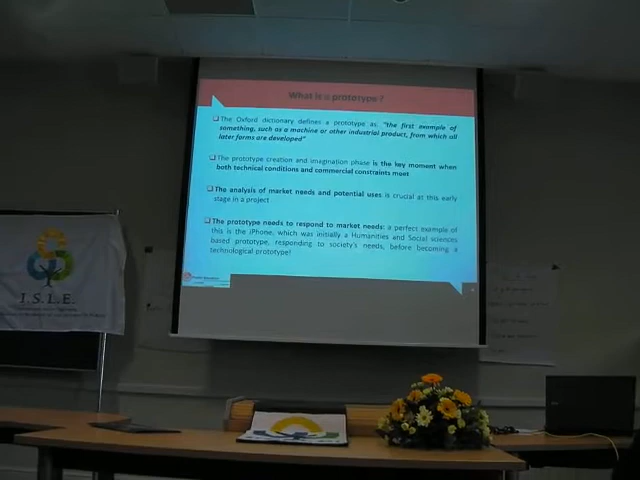 What is a prototype ?
The Oxford dictionary defines a prototype as: "the first example of
something, such as a machine or other industrial product, from which all
later forms are developed"
The prototype creation and imagination phase is the key moment when
both technical conditions and commercial constraints meet
The analysis of market needs and potential uses is crucial at this early
stage in a project
The prototype needs to respond to market needs: a perfect example of
this is the iPhone, which was initially a Humanities and Social sciences
based prototype, responding to society's needs, before becoming a
technological prototype!
I.S.L.E.